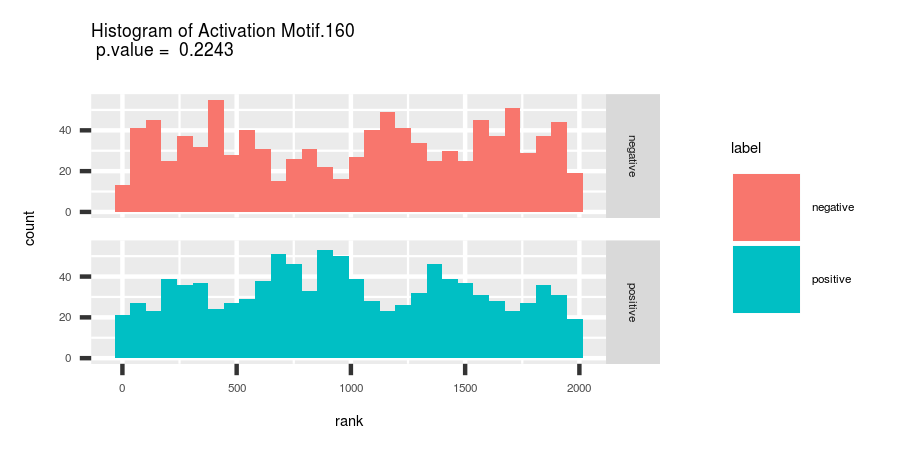 Histogram of Activation Motif.160
p.value = 0.2243
count
40
20
0
negative
40
20
0
positive
0
500
1000
1500
2000
rank
label
negative
positive